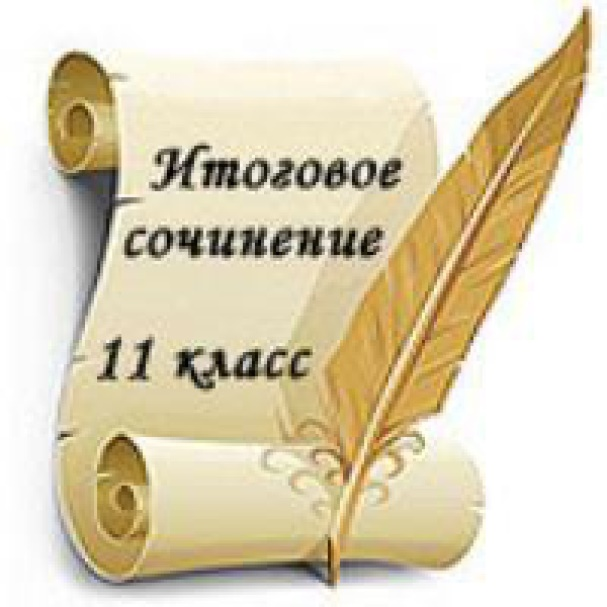 Итоговое
сочинение
11 класс